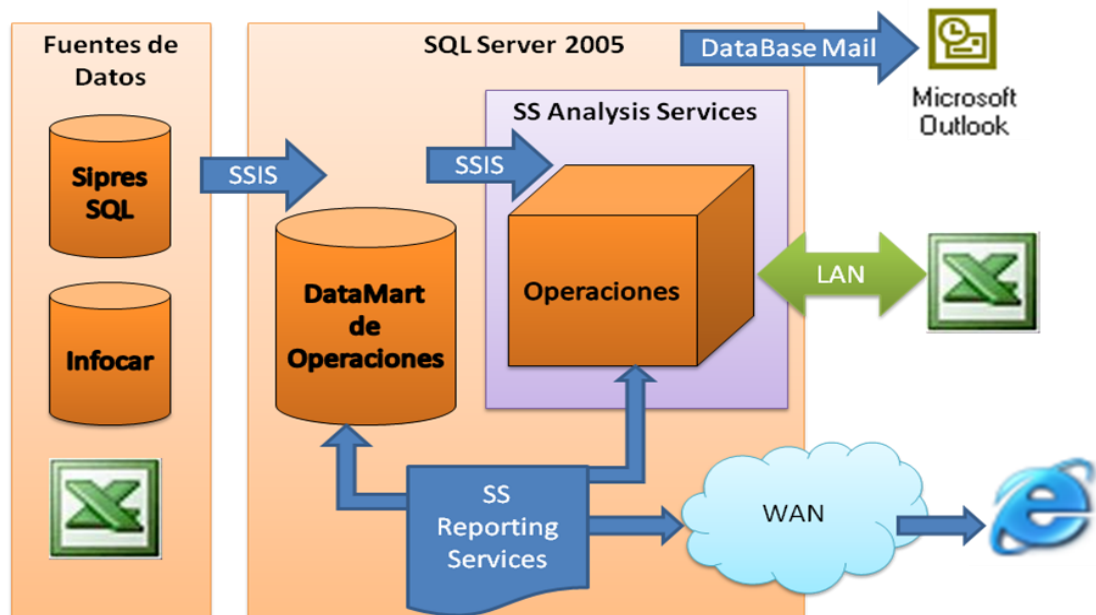 Fuentes de
Datos
Sipres
SQL
Infocar
SSIS
SQL Server 2005
DataMart
de
Operaciones
SSIS
SS Analysis Services
Operaciones
SS
Reporting
Services
DataBase Mail
Microsoft
Outlook
LAN
WAN